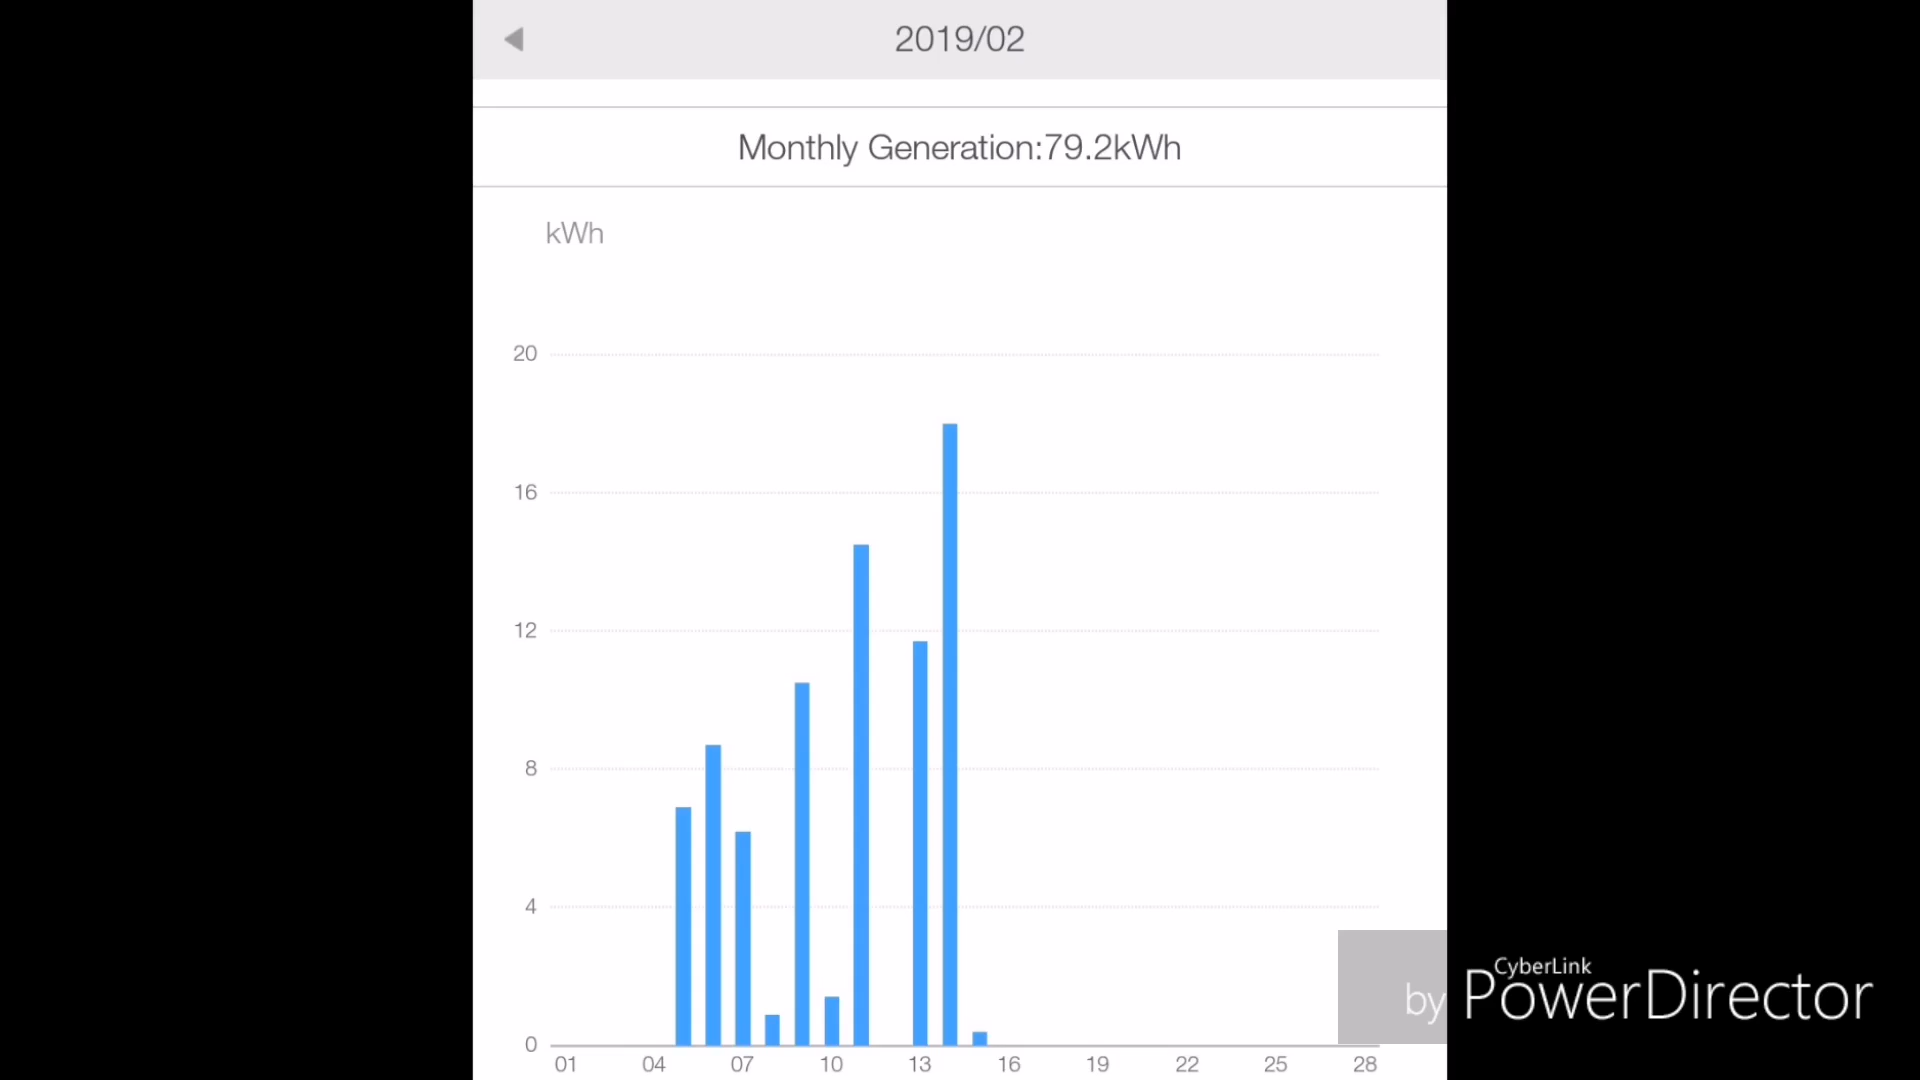 2019/02
Monthly Generation:79.2kWh
kWh
20
16
12
8
4
0
01 04 07 10 13 16 19 22 25 28
by CyberLink PowerDirector